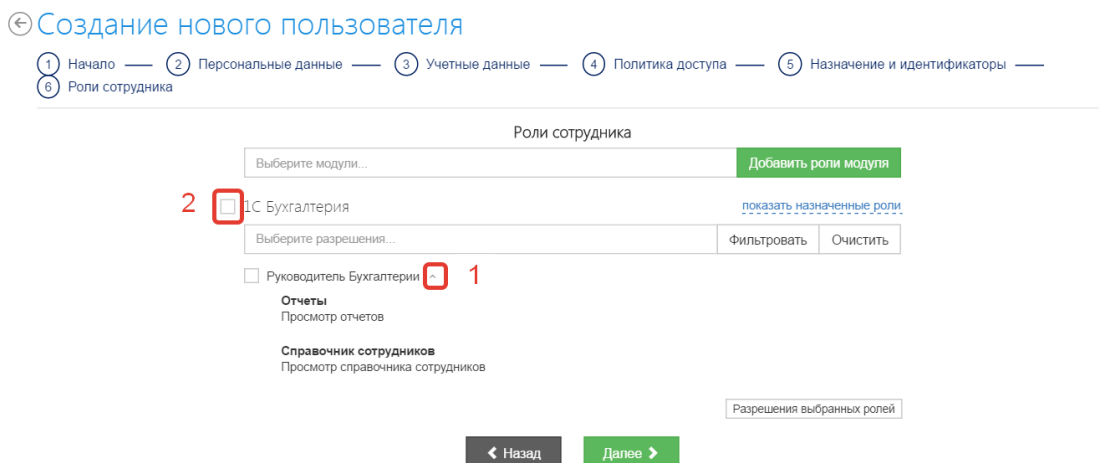 Создание нового пользователя
1 Начало 2 Персональные данные 3 Учетные данные 4 Политика доступа 5 Назначение и идентификаторы
6 Роли сотрудника
Роли сотрудника
Выберите модули... Добавить роли модуля
2 1С Бухгалтерия показать назначенные роли
Выберите разрешения... Фильтровать Очистить
Руководитель Бухгалтерии 1
Отчеты
Просмотр отчетов
Справочник сотрудников
Просмотр справочника сотрудников
Разрешения выбранных ролей
Назад Далее